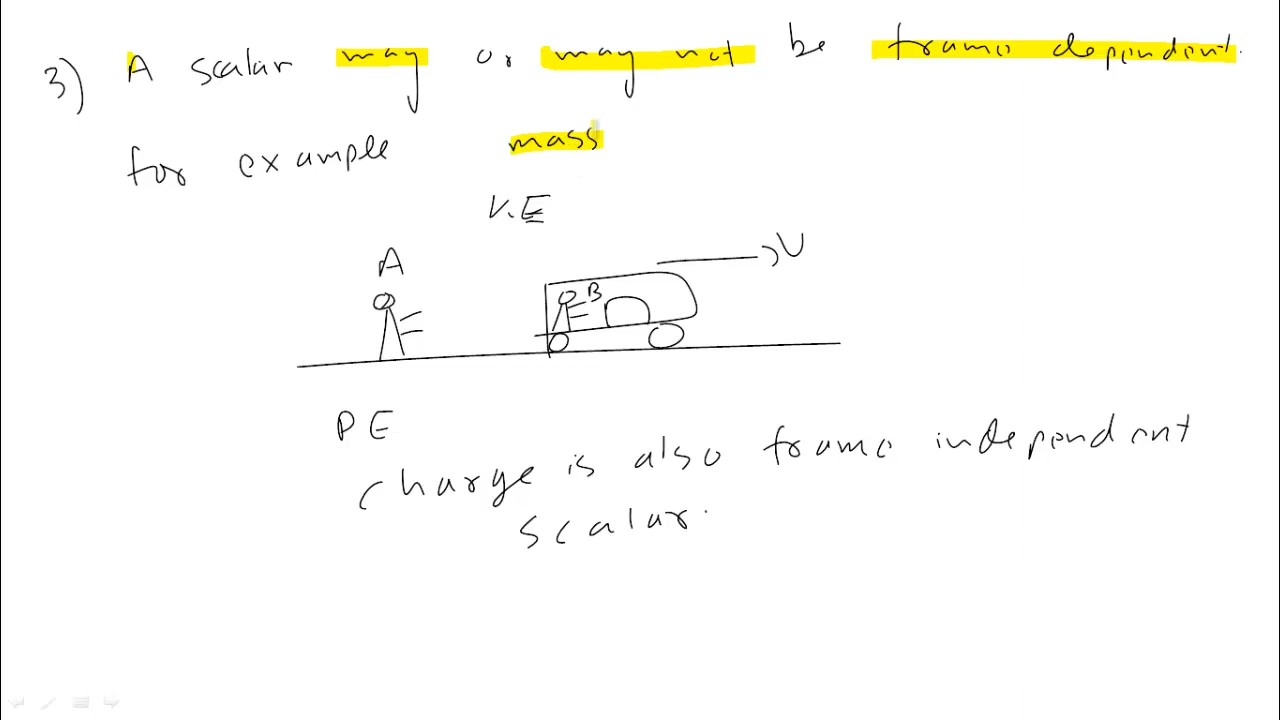 3) A scalar may or may not be frame dependent.
for example mass
K.E
A
B
V
PE
charge is also frame independent
scalar.